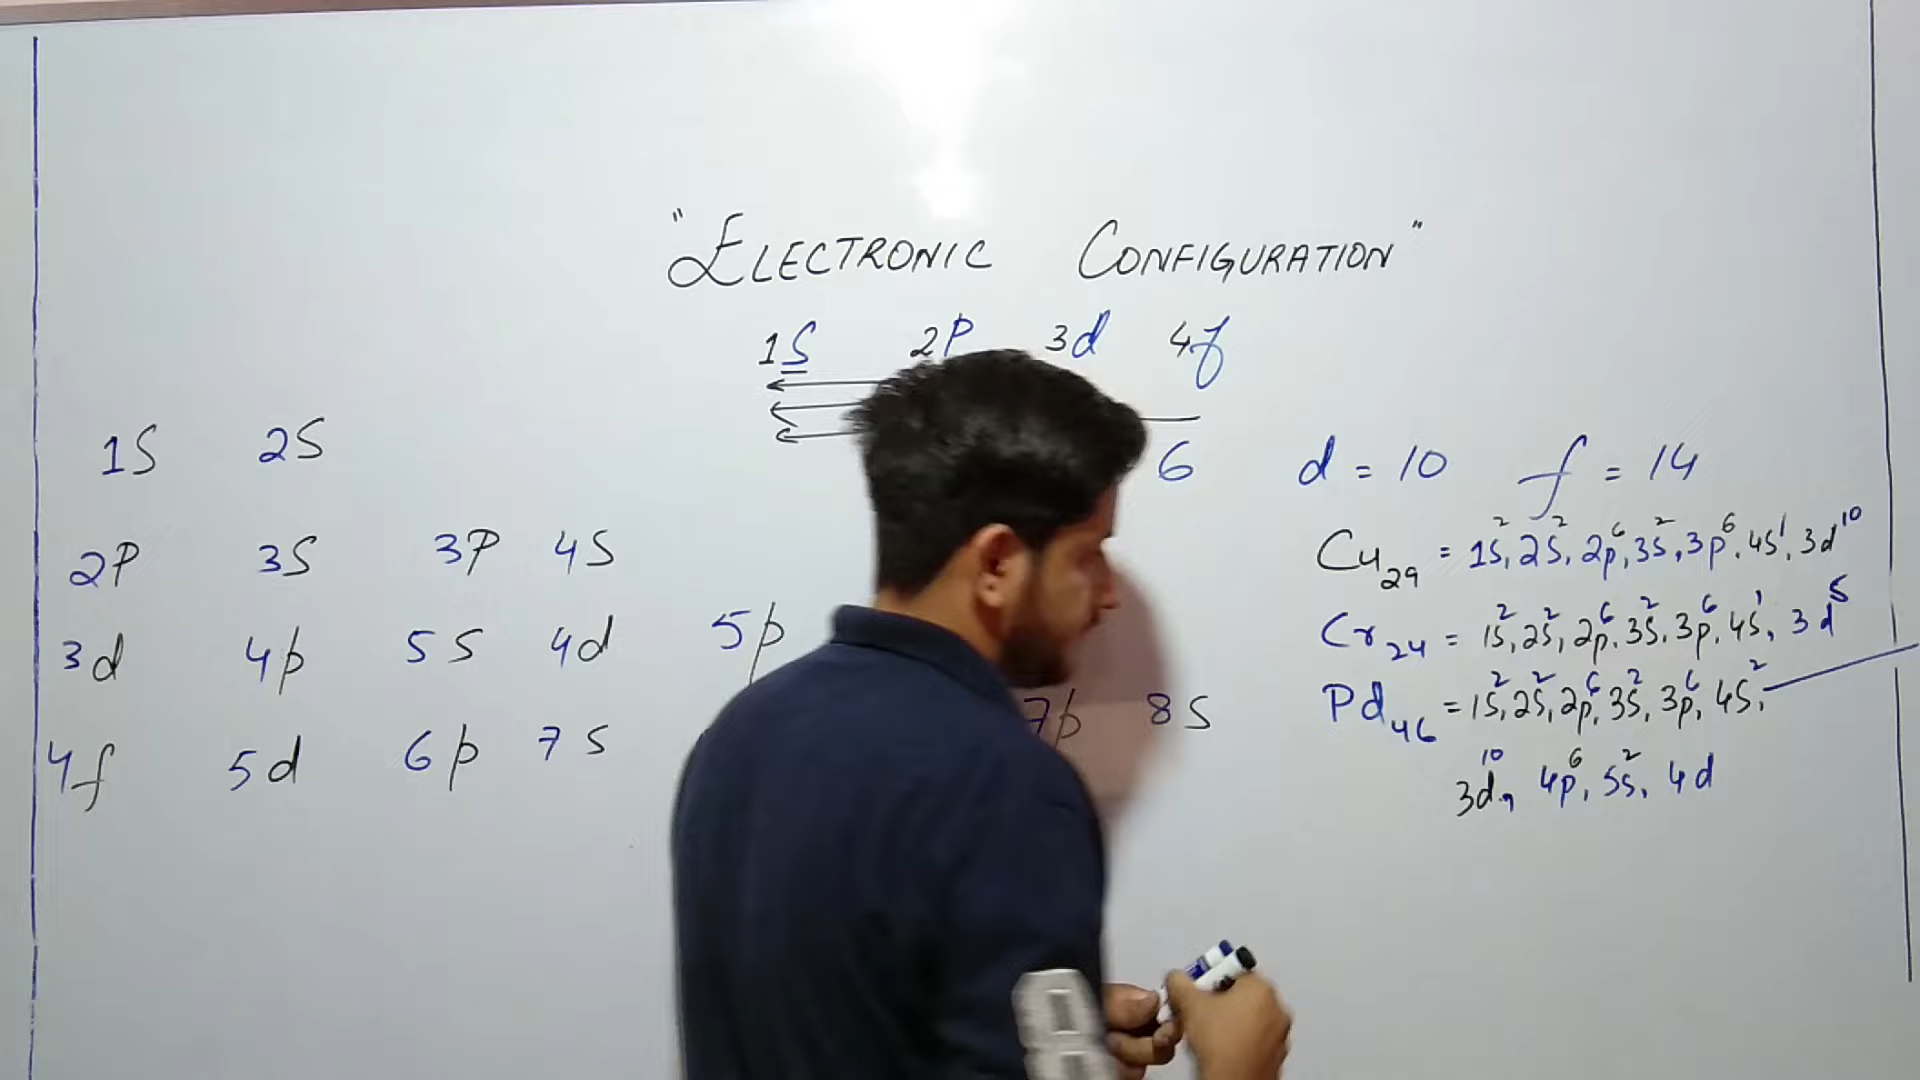 "ELECTRONIC CONFIGURATION"
1S 2P 3d 4f
6 d = 10 f = 14
1S 2S
2P 3S 3P 4S
3d 4p 5S 4d 5p
7p 8S
4f 5d 6p 7s
Cu29 = 1S², 2S², 2p⁶, 3S², 3p⁶, 4S¹, 3d¹⁰
Cr24 = 1S², 2S², 2p⁶, 3S², 3p⁶, 4S¹, 3d⁵
Pd46 = 1S², 2S², 2p⁶, 3S², 3p⁶, 4S²,
3d¹⁰, 4p⁶, 5s², 4d